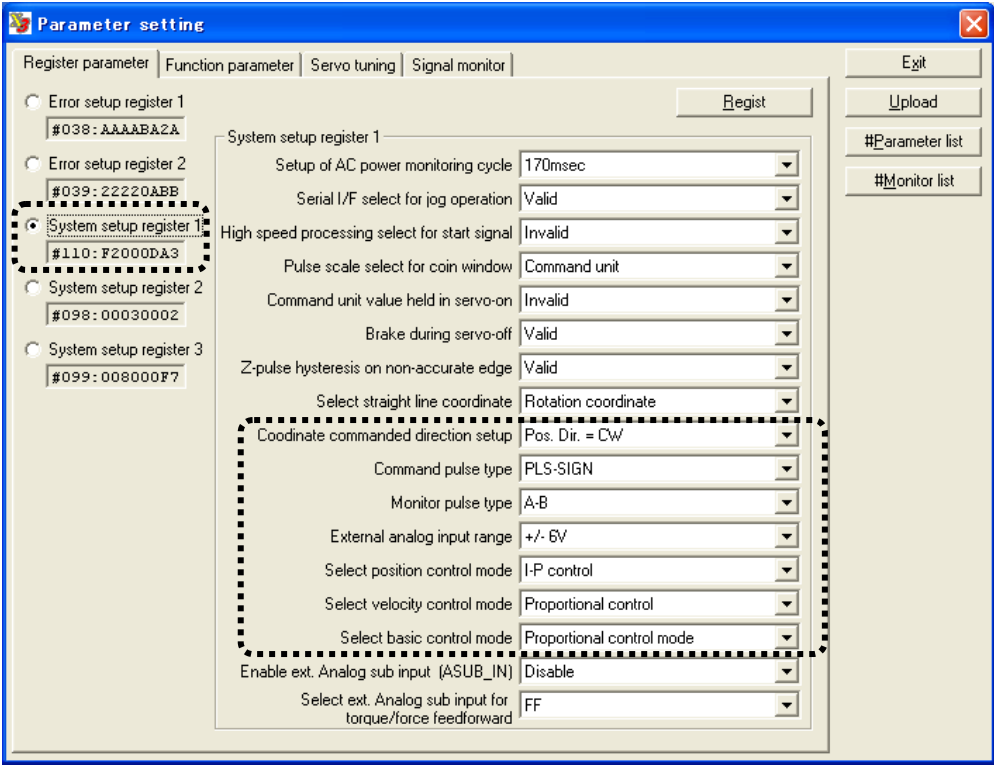 Parameter setting
Register parameter
Function parameter
Servo tuning
Signal monitor
Exit
Upload
#Parameter list
#Monitor list
Regist
Error setup register 1
#038:AAAABA2A
Error setup register 2
#039:22220ABB
System setup register 1
#110:F2000DA3
System setup register 2
#098:00030002
System setup register 3
#099:008000F7
System setup register 1
Setup of AC power monitoring cycle 170msec
Serial I/F select for jog operation Valid
High speed processing select for start signal Invalid
Pulse scale select for coin window Command unit
Command unit value held in servo-on Invalid
Brake during servo-off Valid
Z-pulse hysteresis on non-accurate edge Valid
Select straight line coordinate Rotation coordinate
Coodinate commanded direction setup Pos. Dir. = CW
Command pulse type PLS-SIGN
Monitor pulse type A-B
External analog input range +/- 6V
Select position control mode I-P control
Select velocity control mode Proportional control
Select basic control mode Proportional control mode
Enable ext. Analog sub input (ASUB_IN) Disable
Select ext. Analog sub input for
torque/force feedforward FF